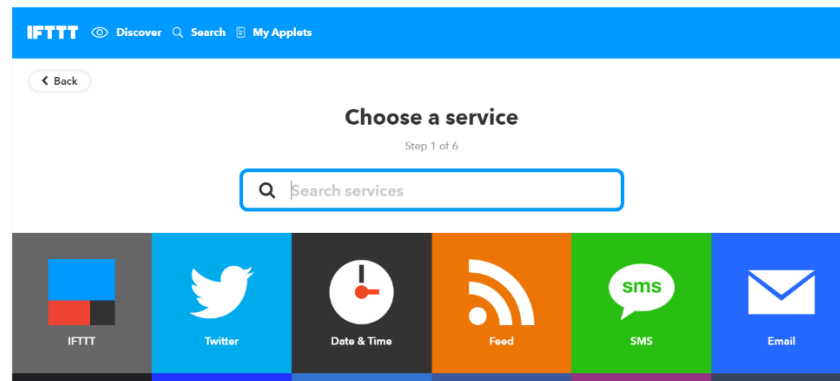 IFTTT Discover Search My Applets
Back
Choose a service
Step 1 of 6
Search services
sms
IFTTT Twitter Date & Time Feed SMS Email